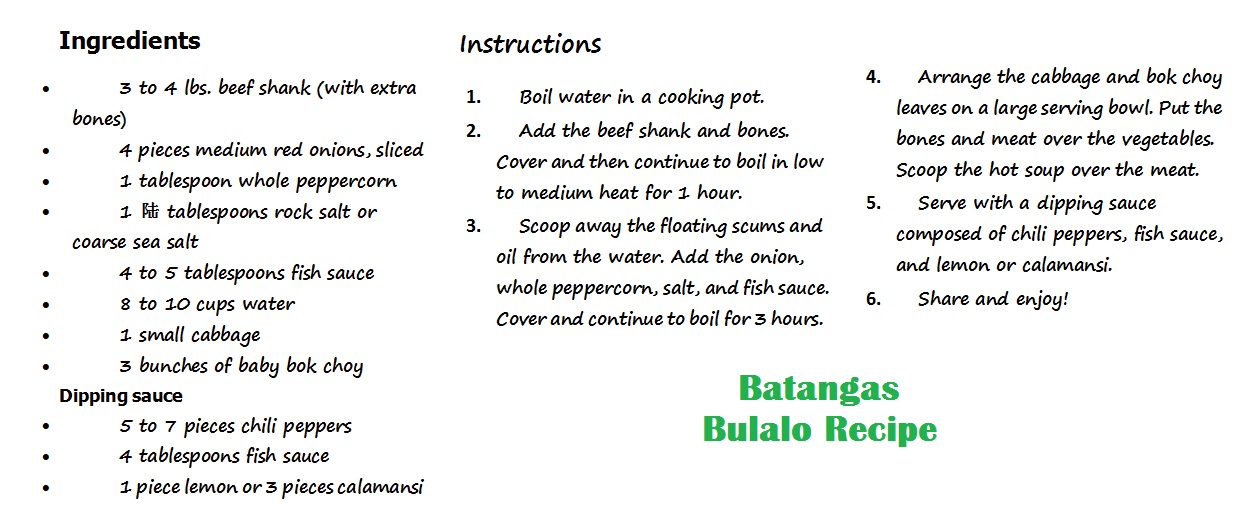 Ingredients
• 3 to 4 lbs. beef shank (with extra
bones)
• 4 pieces medium red onions, sliced
• 1 tablespoon whole peppercorn
• 1 陆 tablespoons rock salt or
coarse sea salt
• 4 to 5 tablespoons fish sauce
• 8 to 10 cups water
• 1 small cabbage
• 3 bunches of baby bok choy
Dipping sauce
• 5 to 7 pieces chili peppers
• 4 tablespoons fish sauce
• 1 piece lemon or 3 pieces calamansi
Instructions
1. Boil water in a cooking pot.
2. Add the beef shank and bones.
Cover and then continue to boil in low
to medium heat for 1 hour.
3. Scoop away the floating scums and
oil from the water. Add the onion,
whole peppercorn, salt, and fish sauce.
Cover and continue to boil for 3 hours.
4. Arrange the cabbage and bok choy
leaves on a large serving bowl. Put the
bones and meat over the vegetables.
Scoop the hot soup over the meat.
5. Serve with a dipping sauce
composed of chili peppers, fish sauce,
and lemon or calamansi.
6. Share and enjoy!
Batangas
Bulalo Recipe